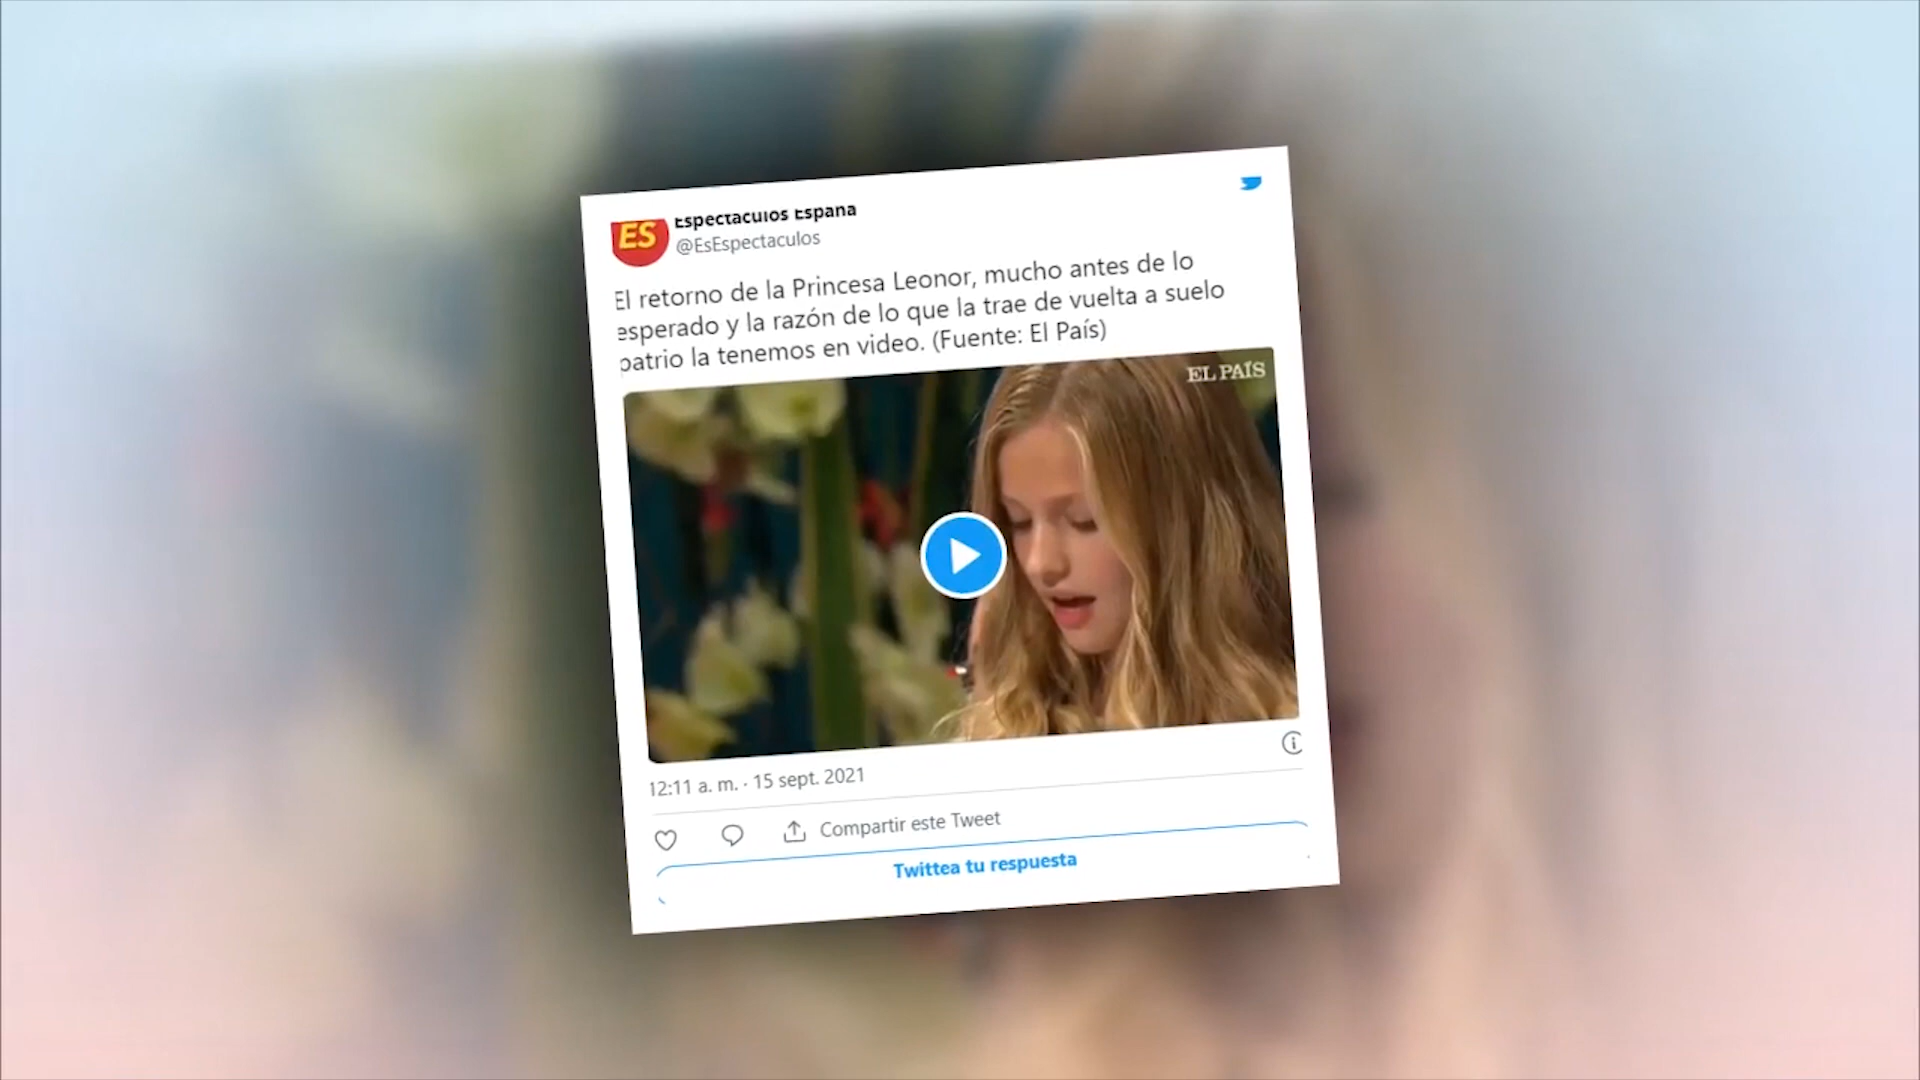 ES
Espectaculos Espana
@EsEspectaculos
El retorno de la Princesa Leonor, mucho antes de lo
esperado y la razón de lo que la trae de vuelta a suelo
patrio la tenemos en video. (Fuente: El País)
EL PAÍS
12:11 a. m. · 15 sept. 2021
Compartir este Tweet
Twittea tu respuesta